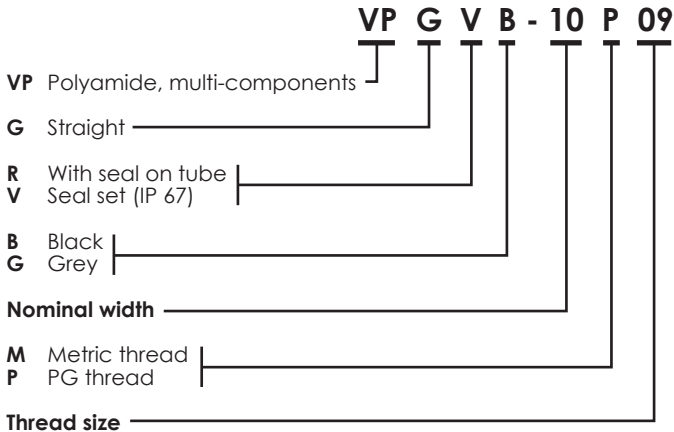 VP G V B - 10 P 09
VP Polyamide, multi-components
G Straight
R With seal on tube
V Seal set (IP 67)
B Black
G Grey
Nominal width
M Metric thread
P PG thread
Thread size